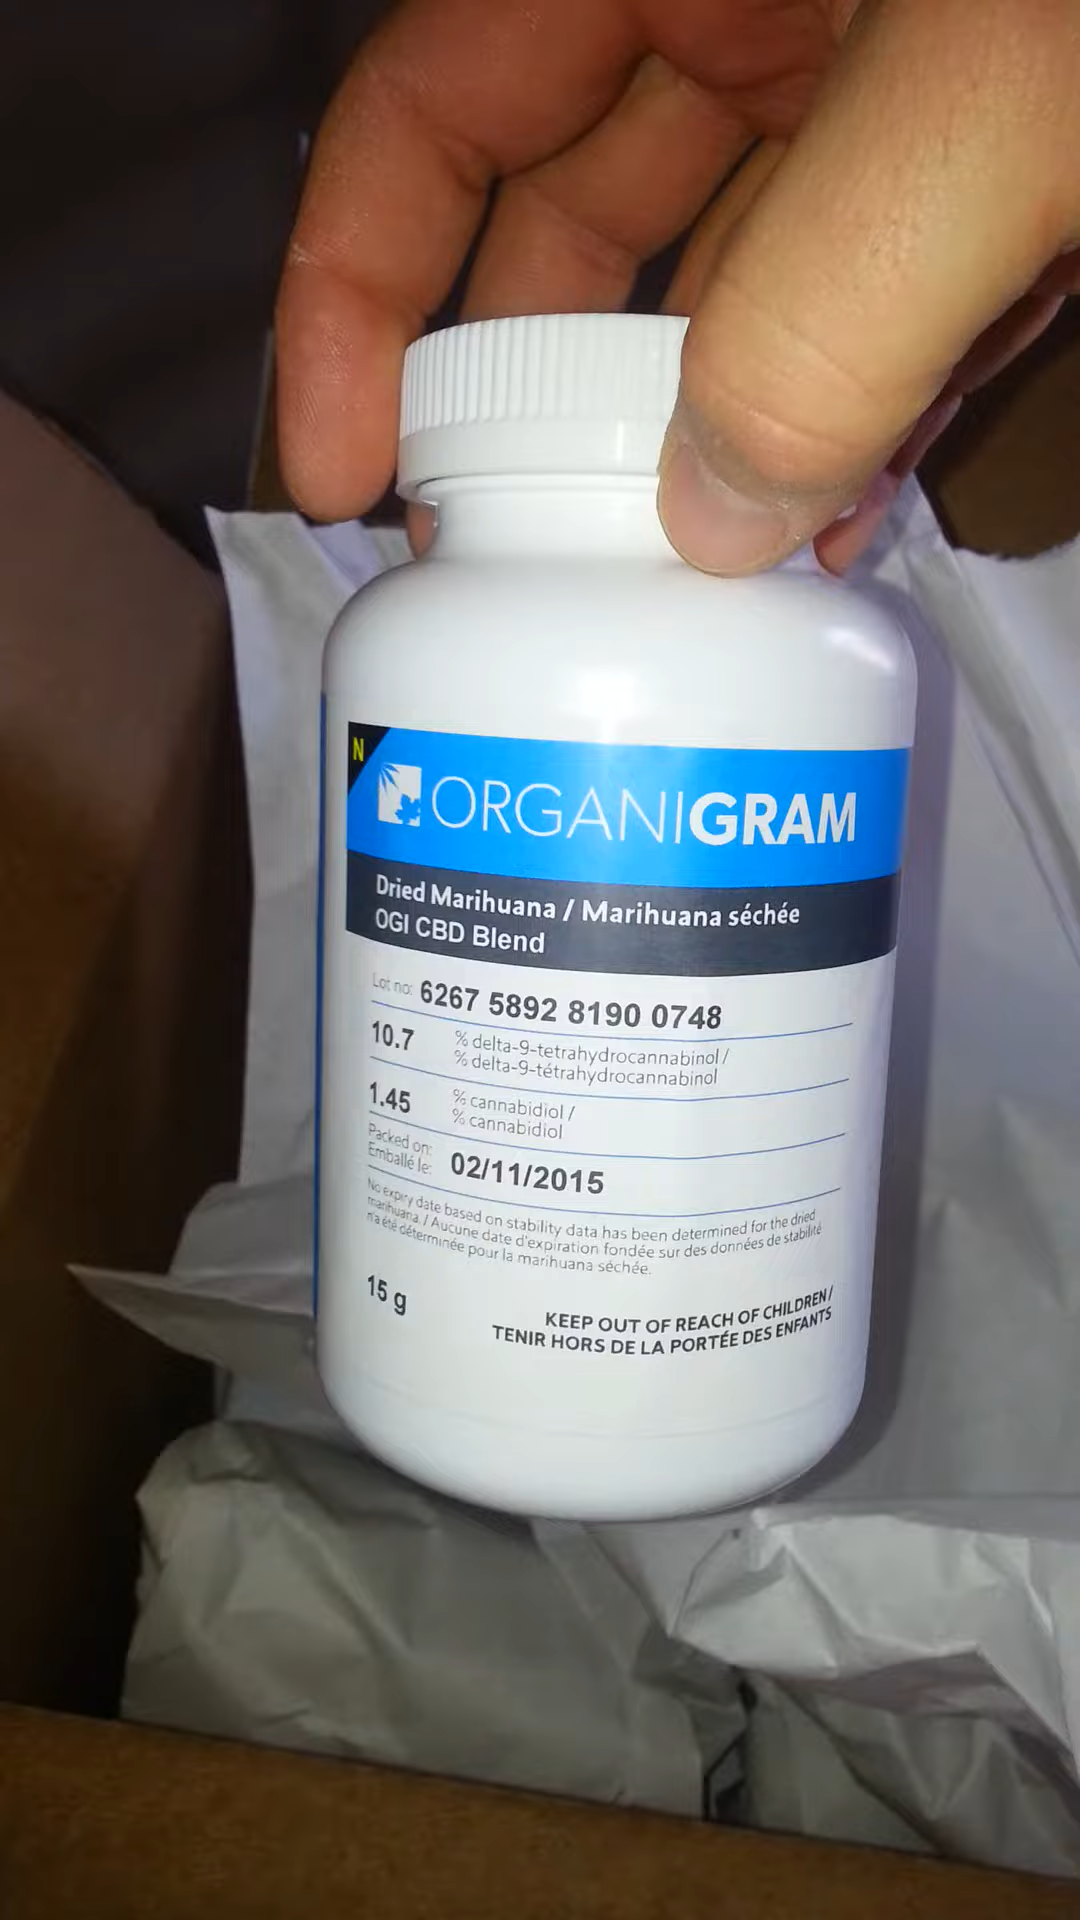 N
ORGANIGRAM
Dried Marihuana / Marihuana séchée
OGI CBD Blend
Lot no: 6267 5892 8190 0748
10.7 % delta-9-tetrahydrocannabinol /
% delta-9-tétrahydrocannabinol
1.45 % cannabidiol /
% cannabidiol
Packed on:
Emballé le: 02/11/2015
No expiry date based on stability data has been determined for the dried
marihuana. / Aucune date d'expiration fondée sur des données de stabilité
n'a été déterminée pour la marihuana séchée.
15 g
KEEP OUT OF REACH OF CHILDREN/
TENIR HORS DE LA PORTÉE DES ENFANTS